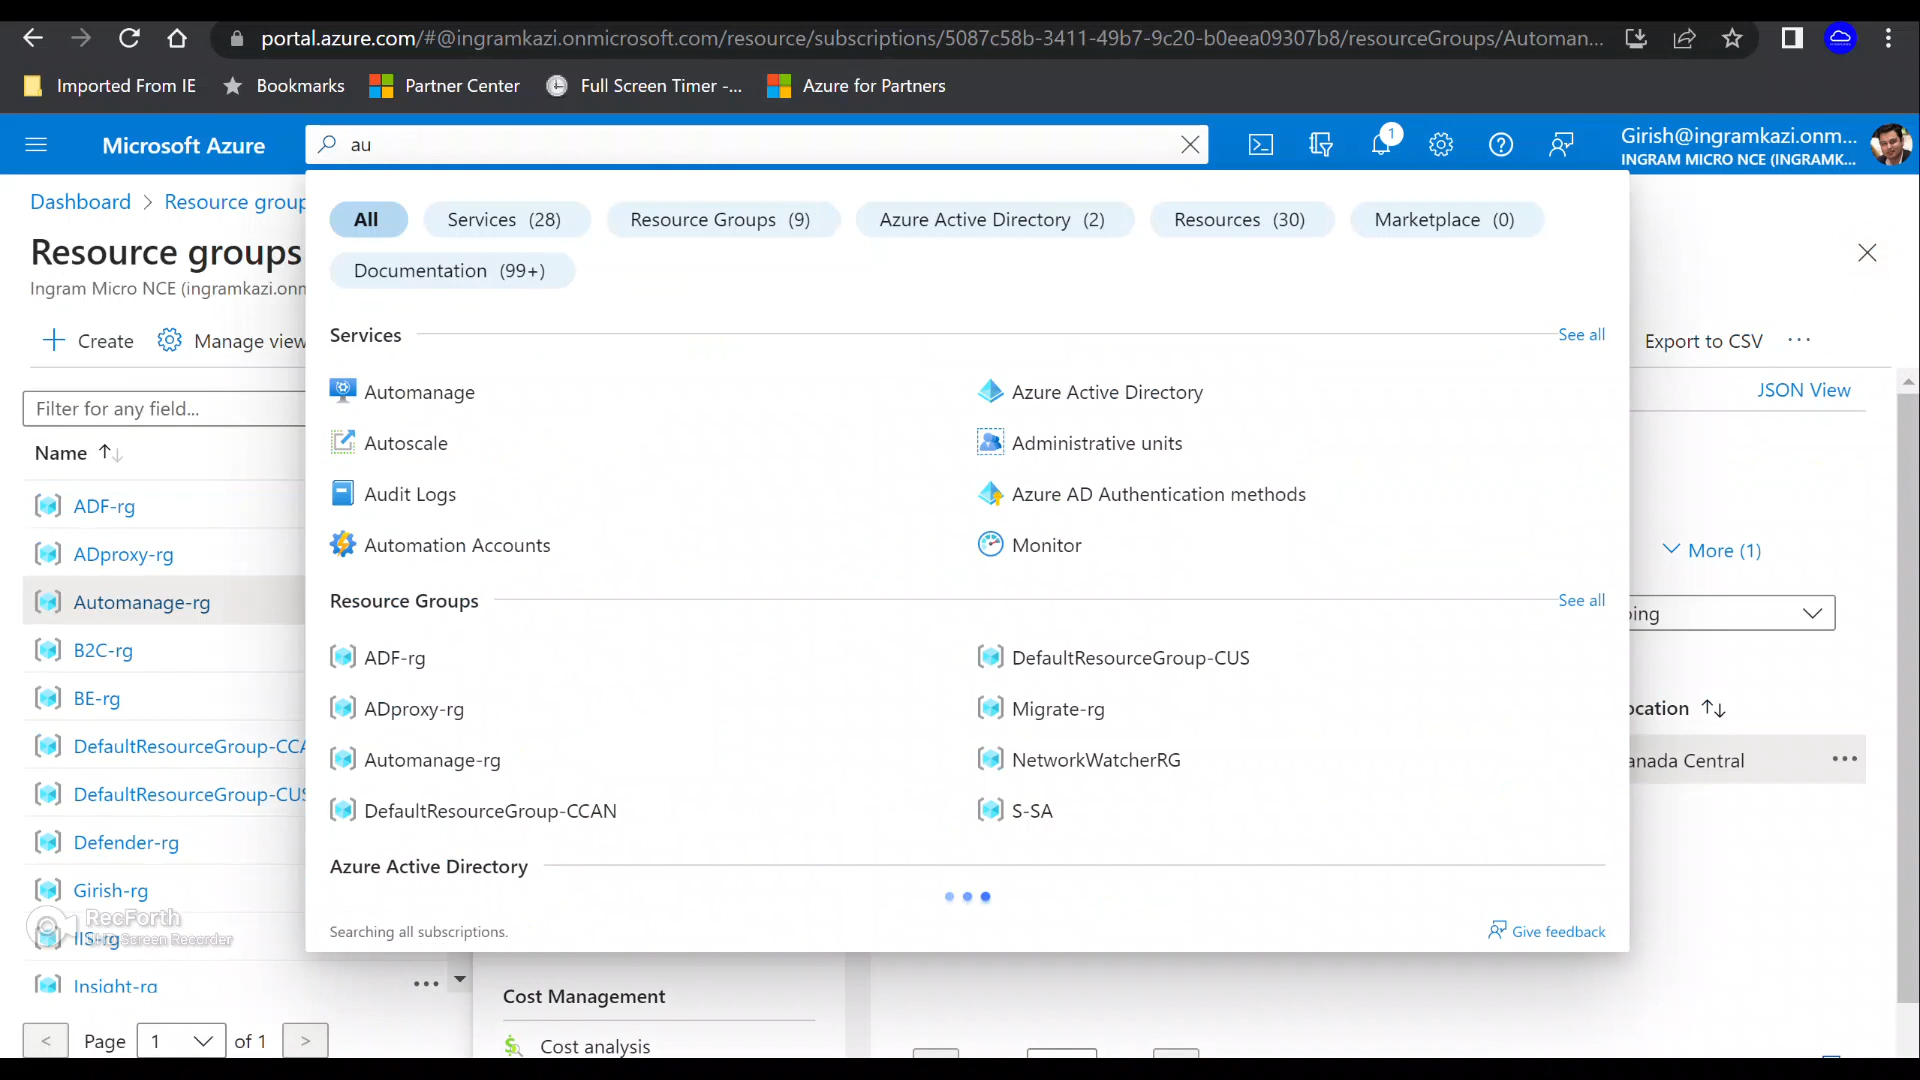 portal.azure.com/#@ingramkazi.onmicrosoft.com/resource/subscriptions/5087c58b-3411-49b7-9c20-b0eea09307b8/resourceGroups/Automan...
Imported From IE
Bookmarks
Partner Center
Full Screen Timer -...
Azure for Partners
Microsoft Azure
au
1
Girish@ingramkazi.onm...
INGRAM MICRO NCE (INGRAMK...
Dashboard > Resource group
Resource groups
Ingram Micro NCE (ingramkazi.onm
Create
Manage view
Filter for any field...
Name
ADF-rg
ADproxy-rg
Automanage-rg
B2C-rg
BE-rg
DefaultResourceGroup-CCA
DefaultResourceGroup-CUS
Defender-rg
Girish-rg
IIS-rg
Insight-rg
RecForth
Screen Recorder
< Page 1 of 1 >
All
Services (28)
Resource Groups (9)
Azure Active Directory (2)
Resources (30)
Marketplace (0)
Documentation (99+)
Services
See all
Automanage
Azure Active Directory
Autoscale
Administrative units
Audit Logs
Azure AD Authentication methods
Automation Accounts
Monitor
Resource Groups
See all
ADF-rg
DefaultResourceGroup-CUS
ADproxy-rg
Migrate-rg
Automanage-rg
NetworkWatcherRG
DefaultResourceGroup-CCAN
S-SA
Azure Active Directory
Searching all subscriptions.
Give feedback
Cost Management
Cost analysis
Export to CSV
JSON View
More (1)
ping
ocation
anada Central